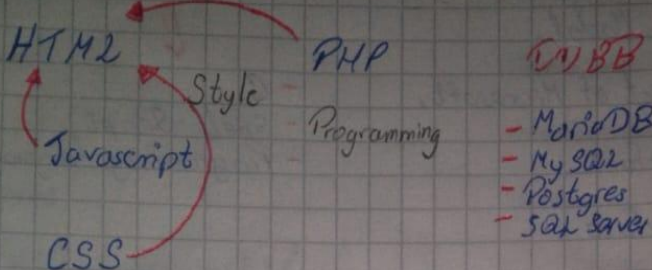 HTML
PHP
Style
Programming
- MariaDB
Javascript
- MySQL
- Postgres
- SQL Server
CSS